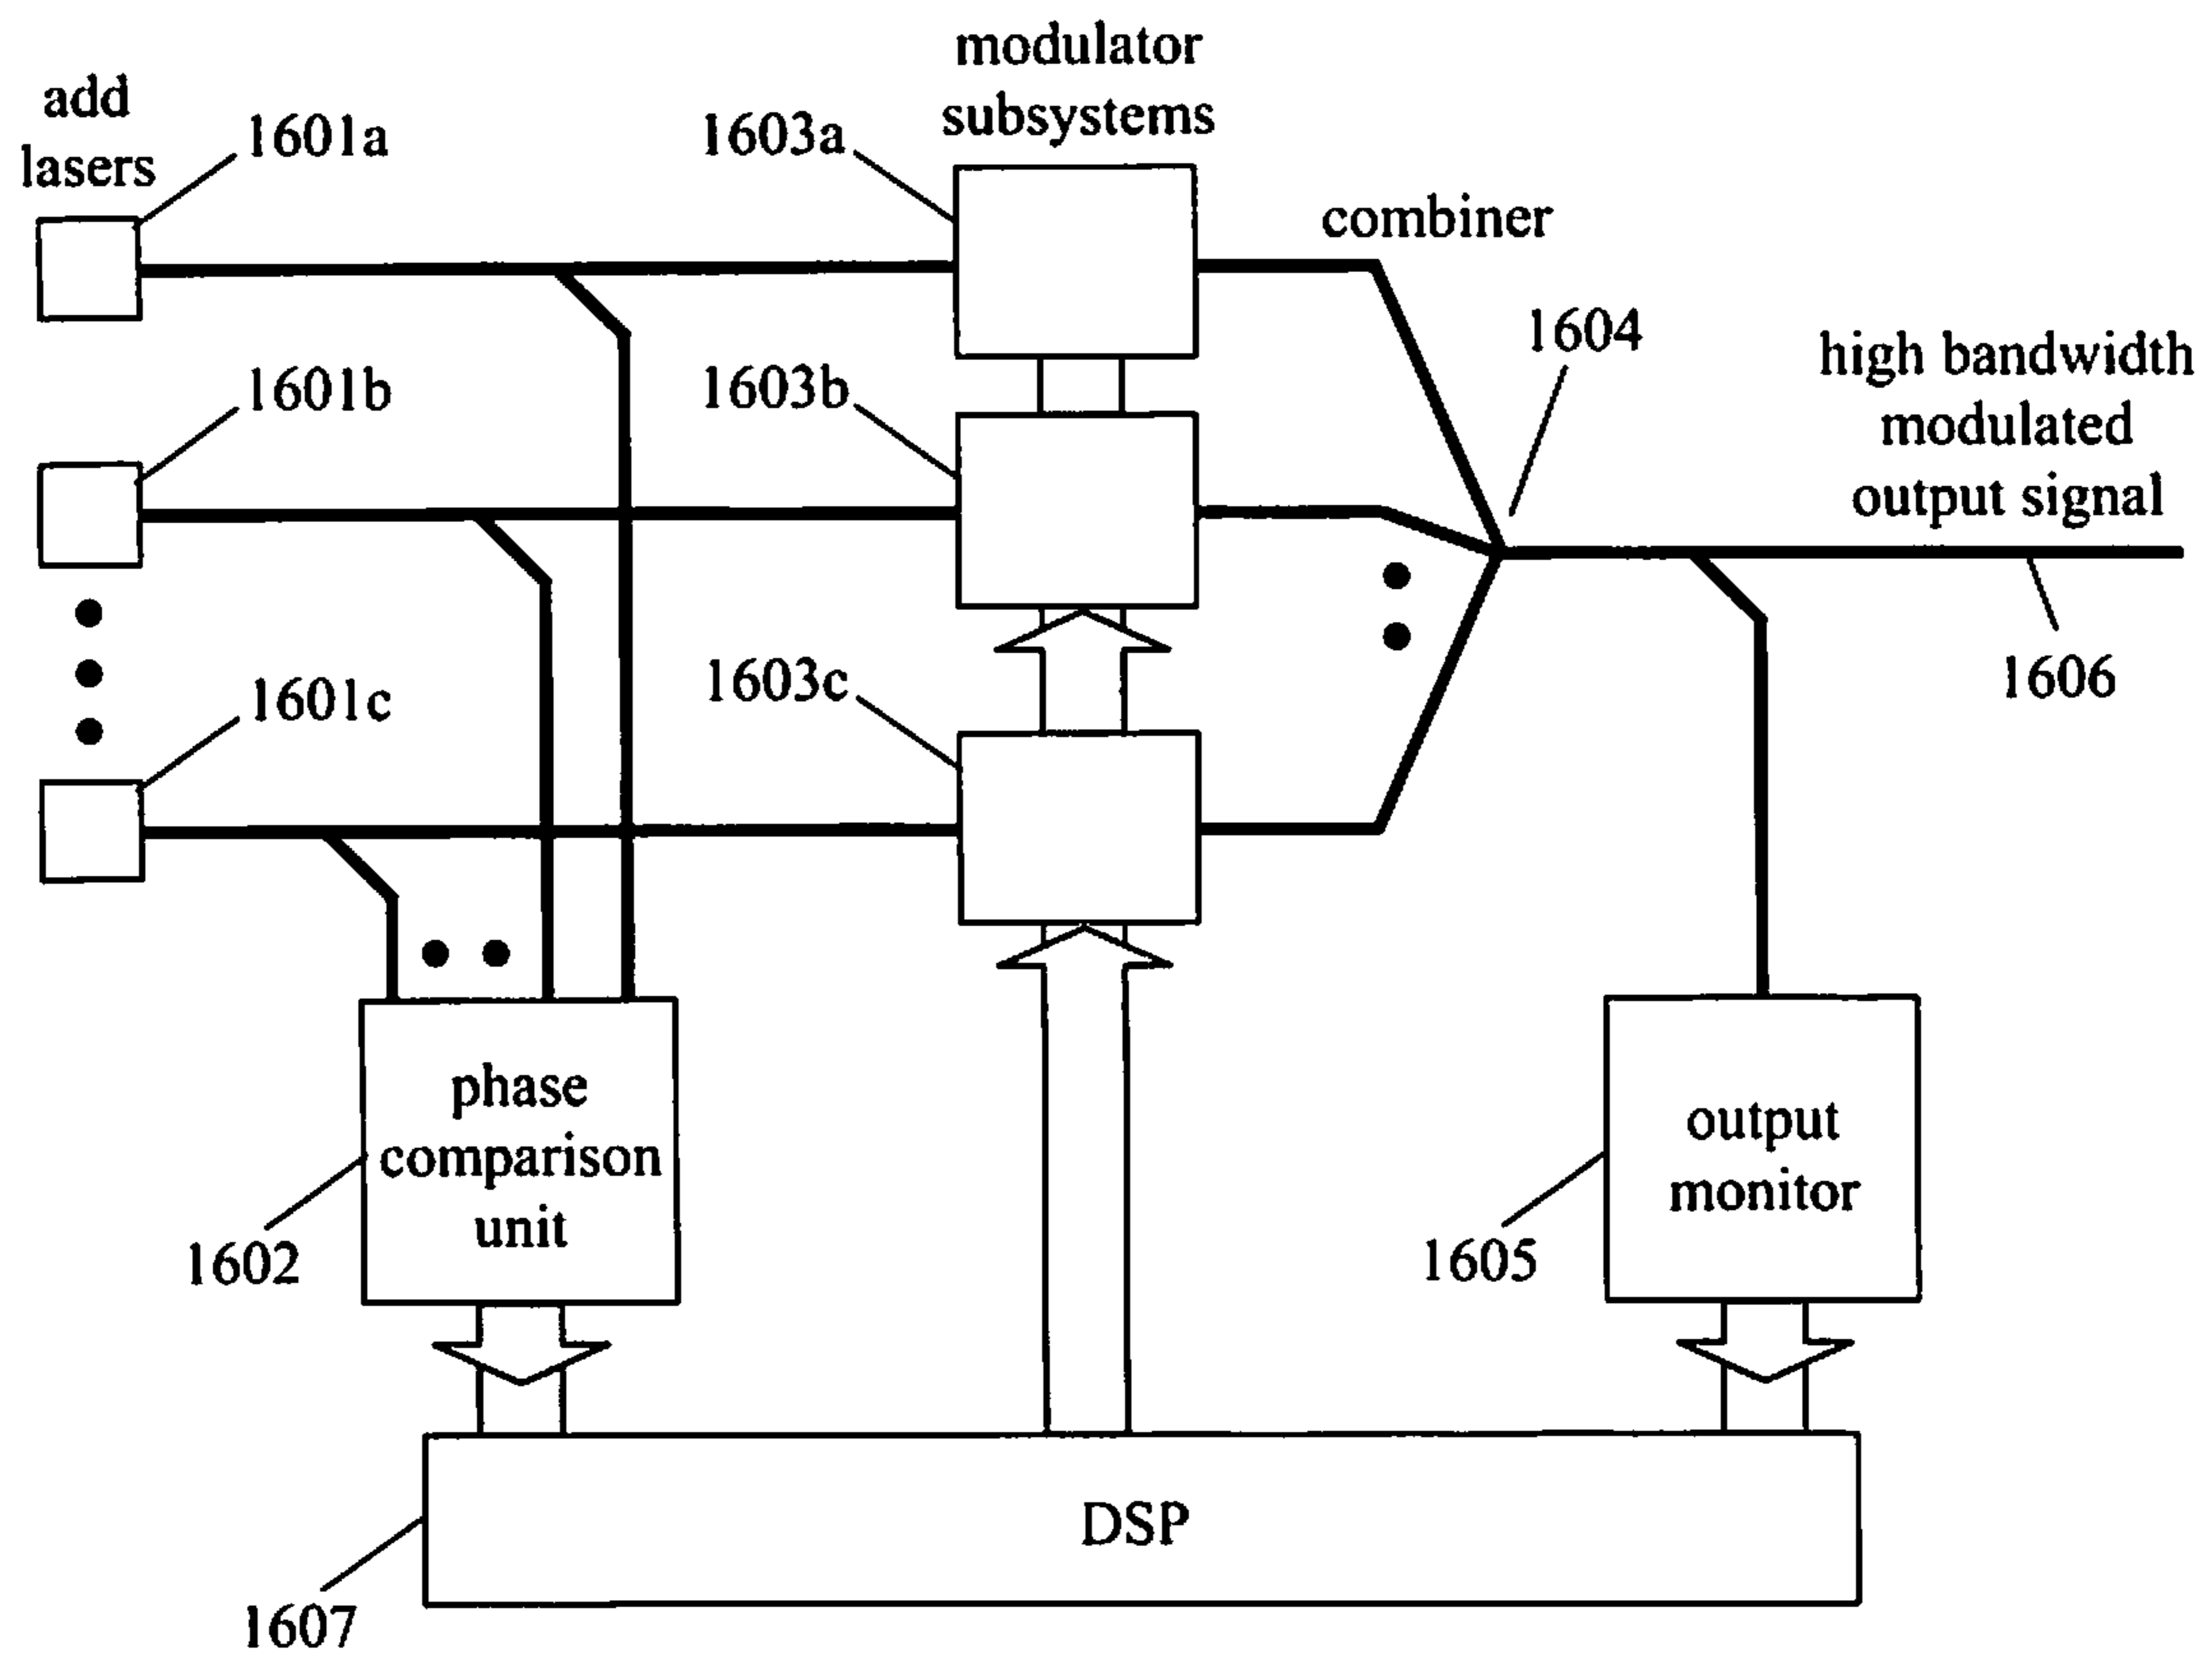 modulator
subsystems
add
lasers
1601a
1603a
combiner
1604
high bandwidth
modulated
output signal
1601b
1603b
1606
1601c
1603c
phase
comparison
unit
1602
output
monitor
1605
DSP
1607